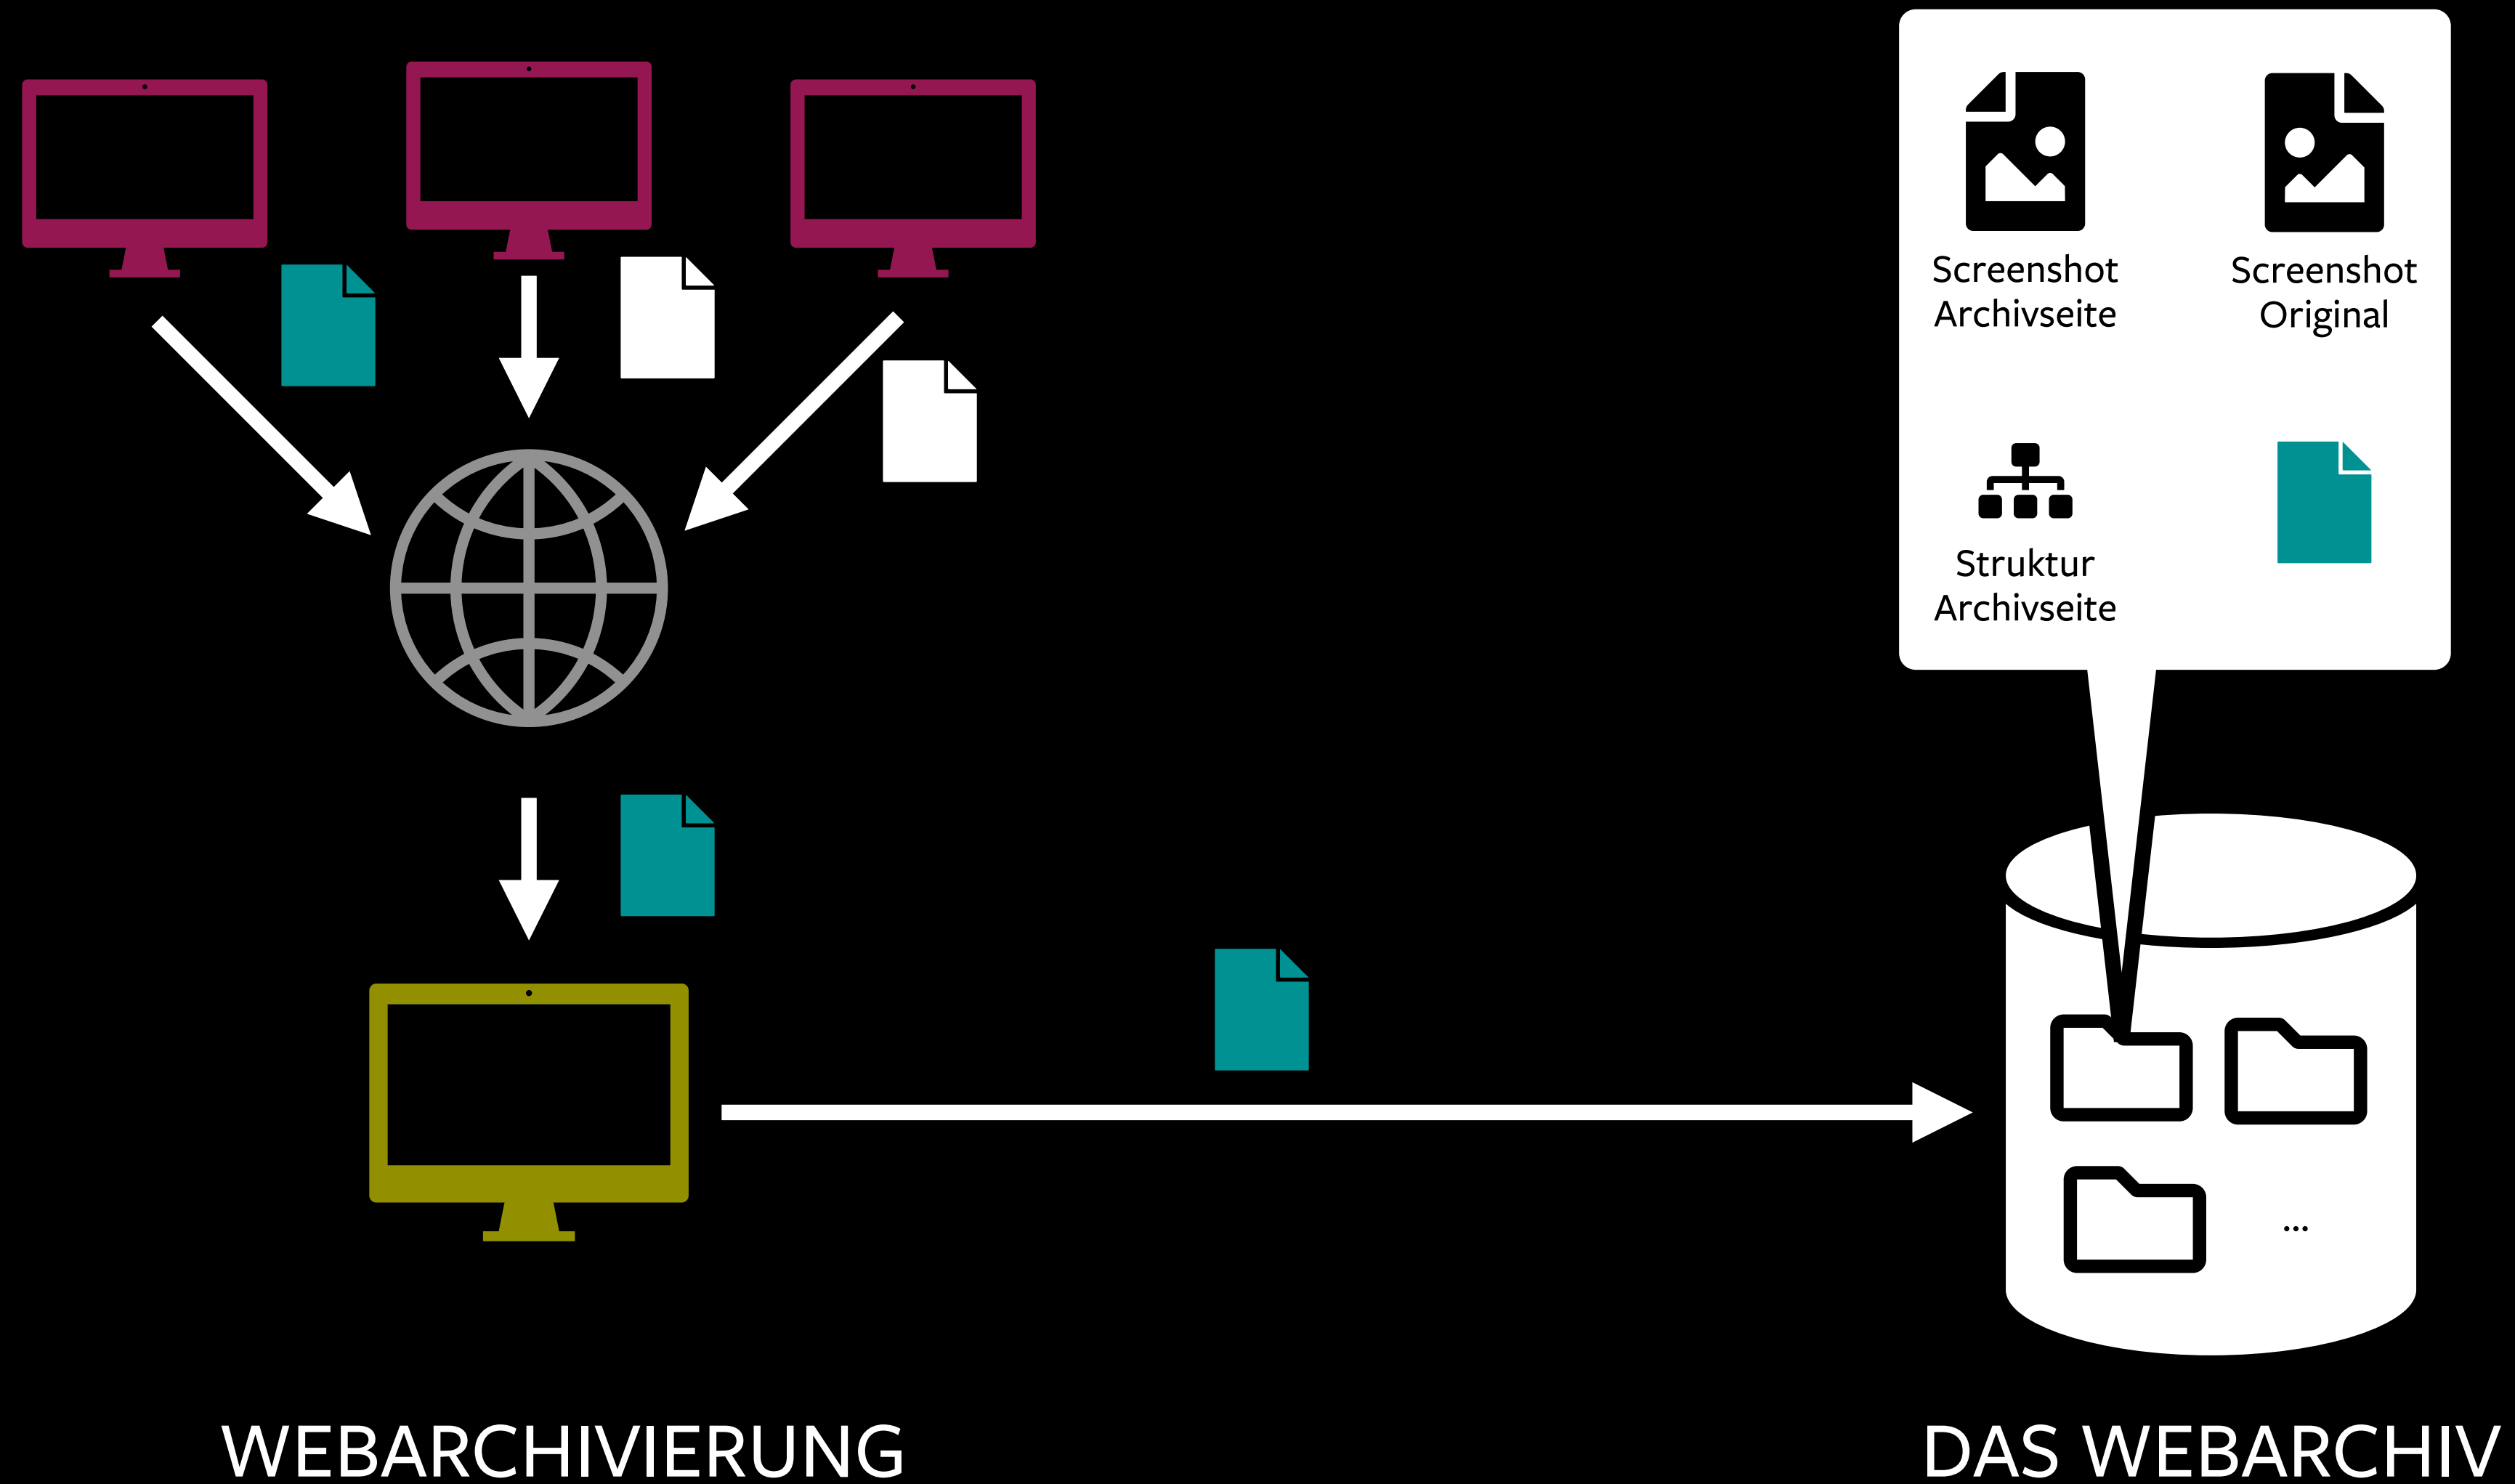 Screenshot
Archivseite
Screenshot
Original
Struktur
Archivseite
...
WEBARCHIVIERUNG
DAS WEBARCHIV